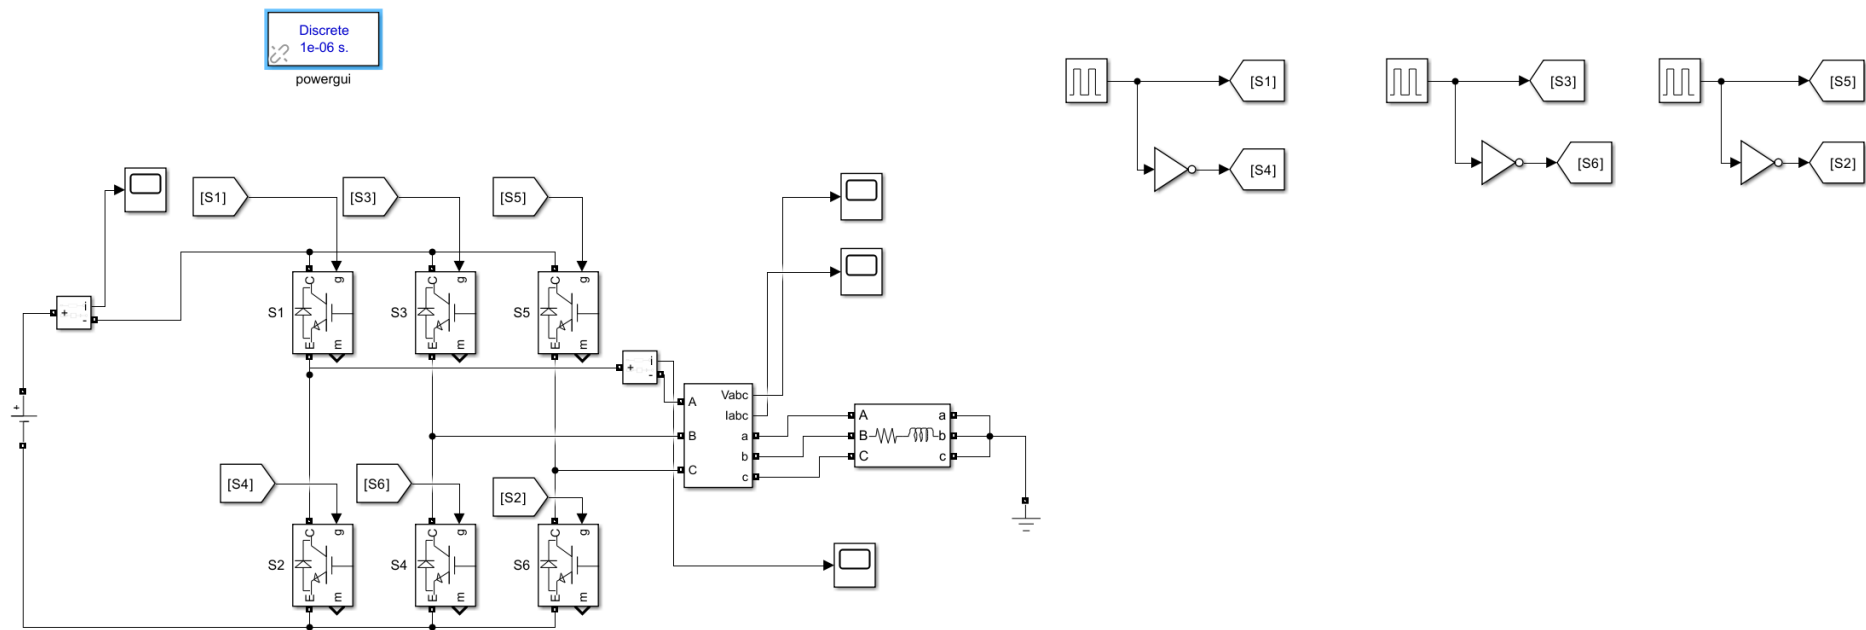 Discrete
1e-06 s.
powergui
[S1]
[S3]
[S5]
[S4]
[S6]
[S2]
[S1]
[S3]
[S5]
+
i
-
S1
C
g
E
m
S3
C
g
E
m
S5
C
g
E
m
+
i
-
+
A
B
C
Vabc
Iabc
a
b
c
A
B
C
a
b
c
[S4]
[S6]
[S2]
S2
C
g
E
m
S4
C
g
E
m
S6
C
g
E
m